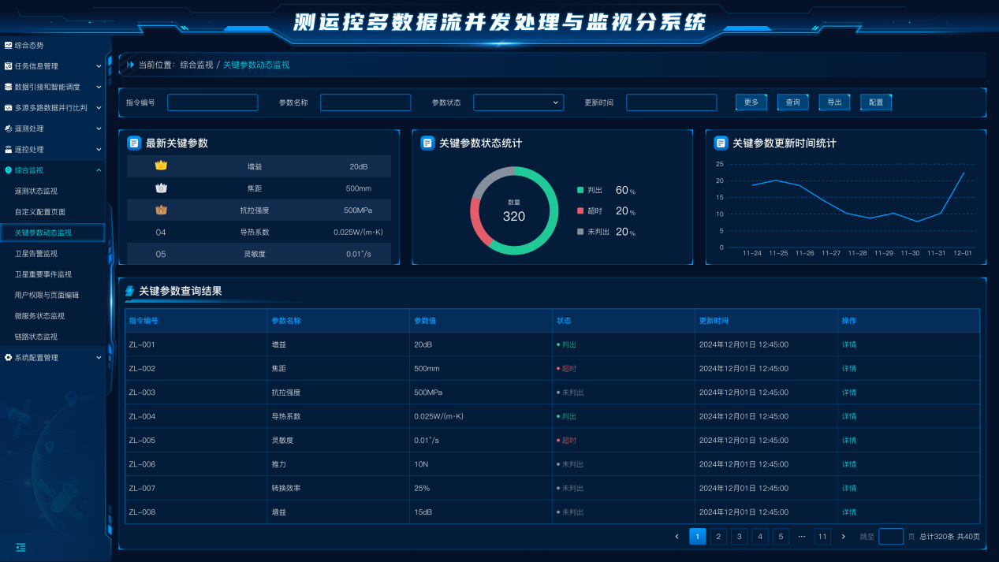 测运控多数据流并发处理与监视分系统
综合态势
任务信息管理
数据引接和智能调度
多源多路数据并行比判
遥测处理
遥控处理
综合监视
遥测状态监视
自定义配置页面
关键参数动态监视
卫星告警监视
卫星重要事件监视
用户权限与页面编辑
微服务状态监视
链路状态监视
系统配置管理
当前位置: 综合监视 / 关键参数动态监视
指令编号 参数名称 参数状态 更新时间 更多 查询 导出 配置
最新关键参数
增益 20dB
焦距 500mm
抗拉强度 500MPa
04 导热系数 0.025W/(m·K)
05 灵敏度 0.01″/s
关键参数状态统计
数量
320
判出 60 %
超时 20 %
未判出 20 %
关键参数更新时间统计
25
20
15
10
5
0
11-24 11-25 11-26 11-27 11-28 11-29 11-30 11-31 12-01
关键参数查询结果
指令编号 参数名称 参数值 状态 更新时间 操作
ZL-001 增益 20dB 判出 2024年12月01日 12:45:00 详情
ZL-002 焦距 500mm 超时 2024年12月01日 12:45:00 详情
ZL-003 抗拉强度 500MPa 未判出 2024年12月01日 12:45:00 详情
ZL-004 导热系数 0.025W/(m·K) 判出 2024年12月01日 12:45:00 详情
ZL-005 灵敏度 0.01″/s 超时 2024年12月01日 12:45:00 详情
ZL-006 推力 10N 未判出 2024年12月01日 12:45:00 详情
ZL-007 转换效率 25% 未判出 2024年12月01日 12:45:00 详情
ZL-008 增益 15dB 未判出 2024年12月01日 12:45:00 详情
1 2 3 4 5 ··· 11 跳至 页 总计320条 共40页